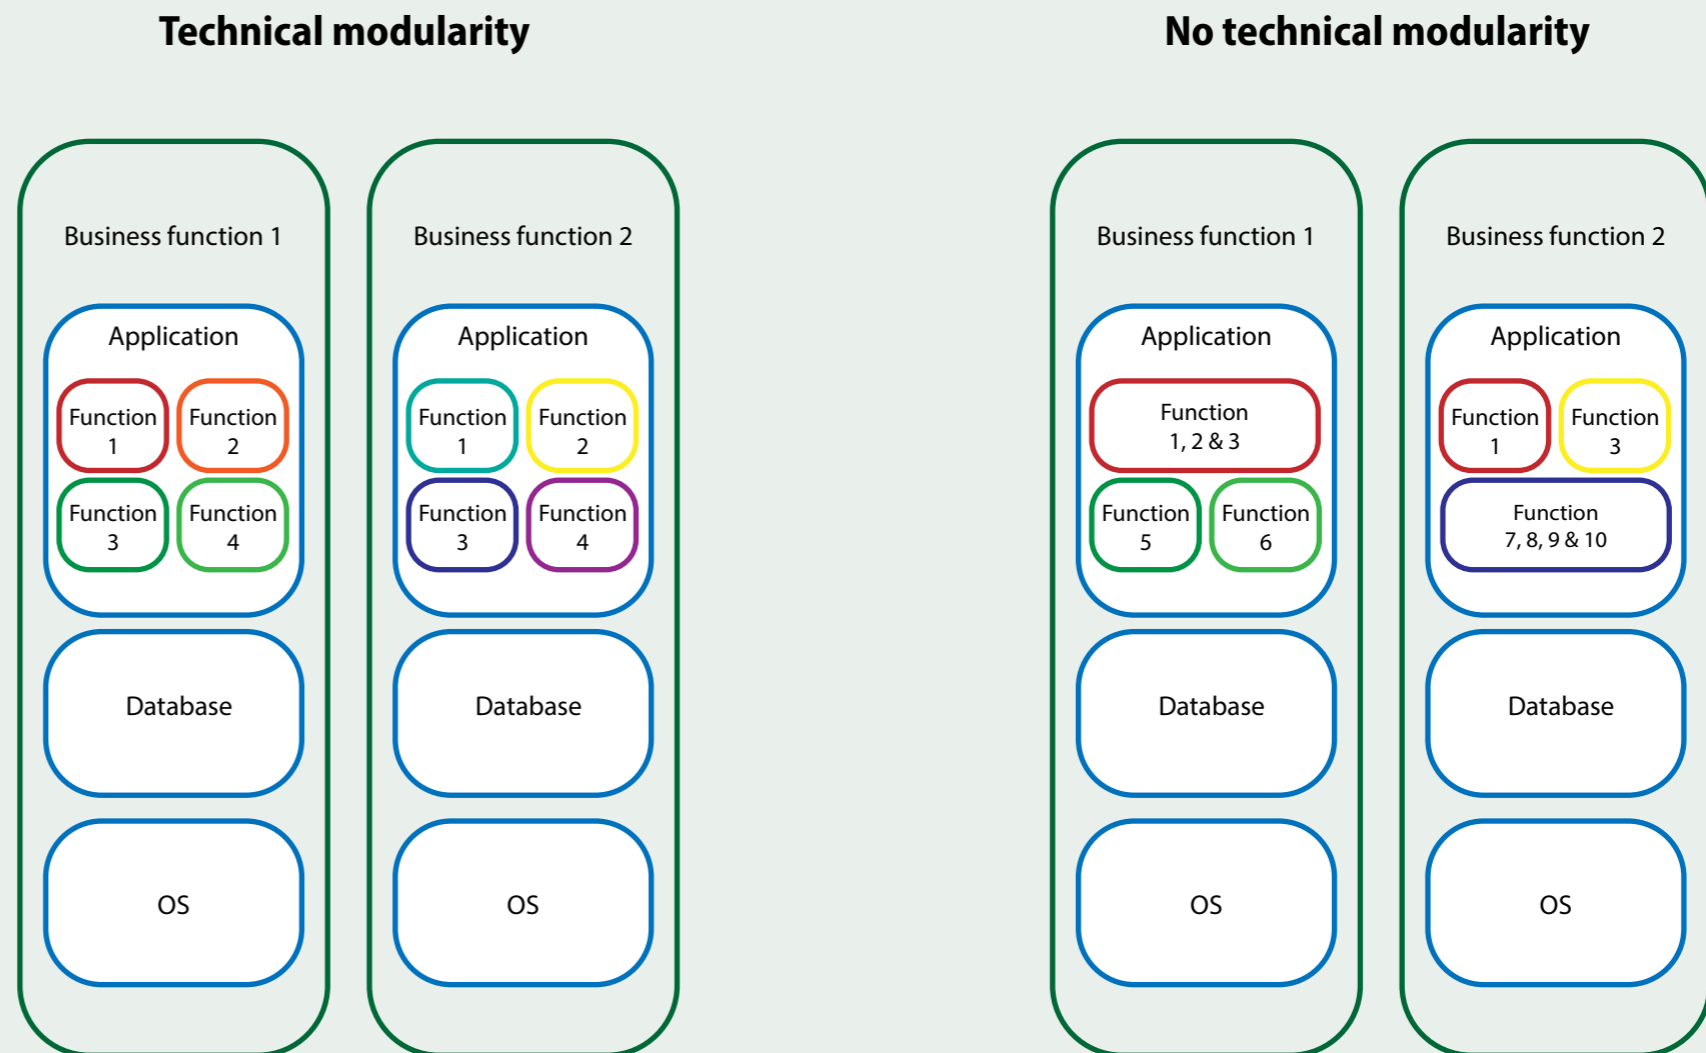 Technical modularity
No technical modularity
Business function 1
Application
Function
1
Function
2
Function
3
Function
4
Database
OS
Business function 2
Application
Function
1
Function
2
Function
3
Function
4
Database
OS
Business function 1
Application
Function
1, 2 & 3
Function
5
Function
6
Database
OS
Business function 2
Application
Function
1
Function
3
Function
7, 8, 9 & 10
Database
OS